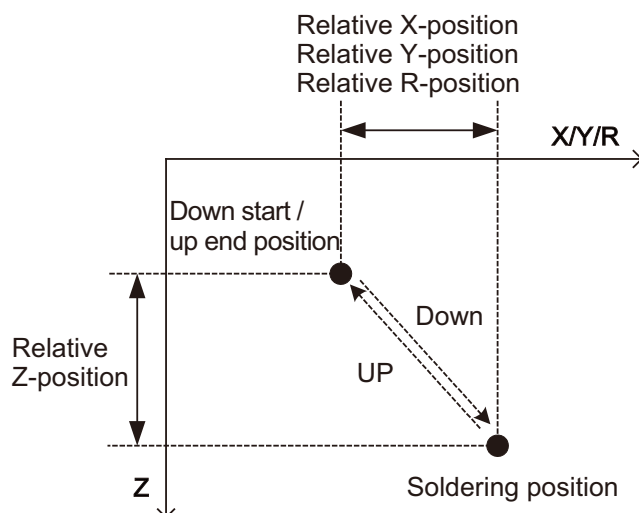 Relative X-position
Relative Y-position
Relative R-position
X/Y/R
Down start /
up end position
Down
Relative
Z-position
UP
Z
Soldering position